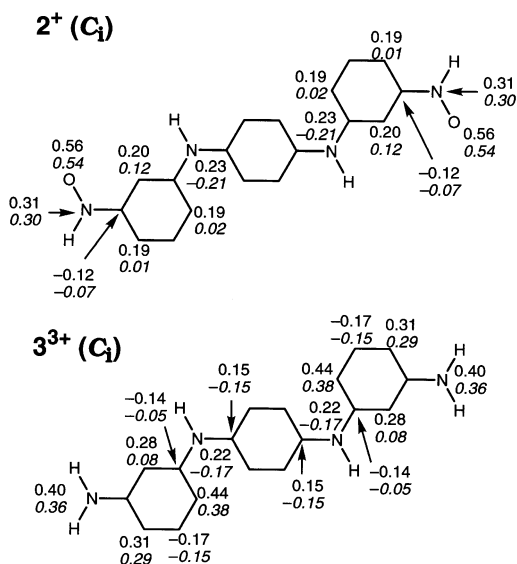 2⁺ (Cᵢ)
0.19
0.01
H
0.19
0.02
N
0.31
0.30
H
0.23
−0.21
O
0.56
0.54
N
0.20
0.12
0.56
0.54
0.20
0.12
0.23
−0.21
N
−0.12
−0.07
O
H
0.31
0.30
N
0.19
0.02
H
0.19
0.01
−0.12
−0.07
3³⁺ (Cᵢ)
−0.17
−0.15
0.31
0.29
H
0.15
−0.15
0.44
0.38
N
0.40
0.36
−0.14
−0.05
H
0.22
−0.17
H
0.28
0.08
N
0.22
−0.17
N
0.28
0.08
H
H
−0.14
−0.05
0.40
0.36
N
0.44
0.38
0.15
−0.15
H
0.31
0.29
−0.17
−0.15